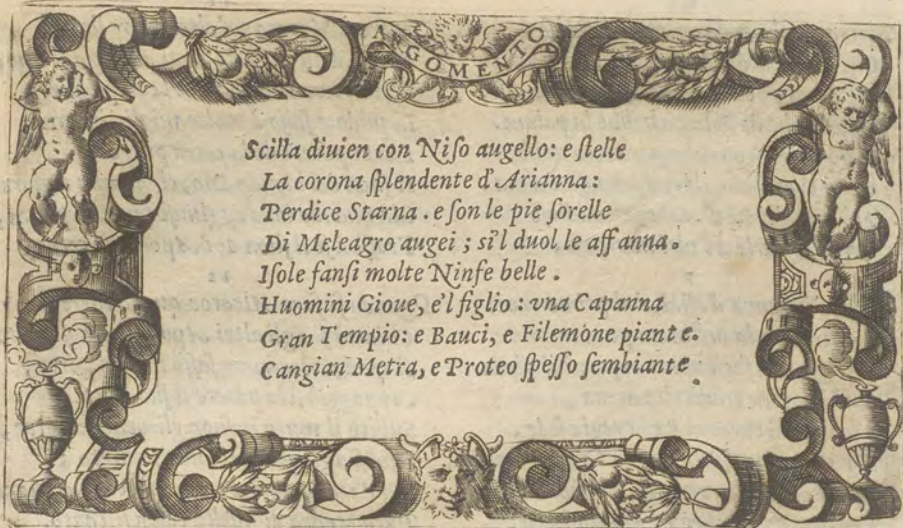 ARGOMENTO
Scilla diuien con Niſo augello: e ſtelle
La corona ſplendente d'Arianna:
Perdice Starna. e ſon le pie ſorelle
Di Meleagro augei; sì'l duol le affanna.
Iſole fanſi molte Ninfe belle.
Huomini Gioue, e'l figlio: vna Capanna
Gran Tempio: e Bauci, e Filemone piante.
Cangian Metra, e Proteo ſpeſſo ſembiante